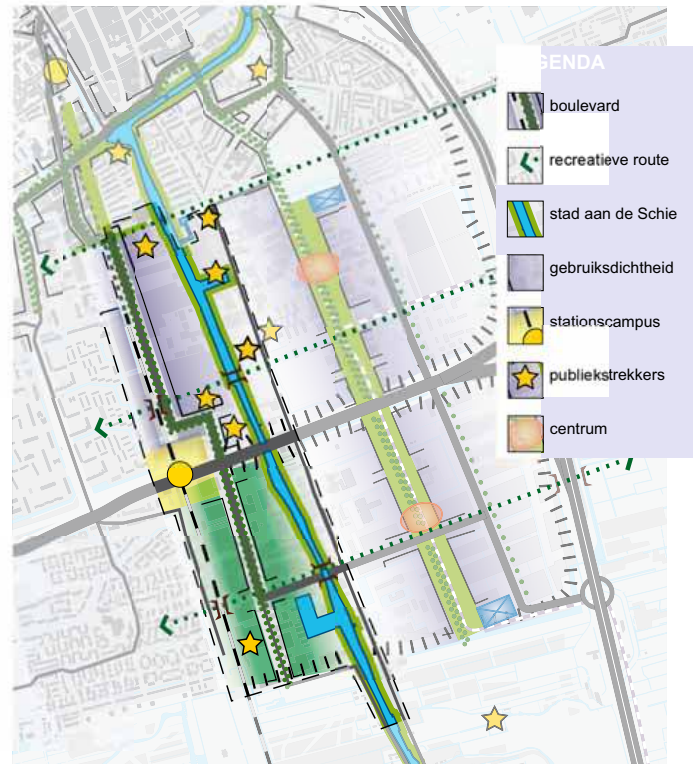 GENDA
boulevard
recreatieve route
stad aan de Schie
gebruiksdichtheid
stationscampus
publiekstrekkers
centrum